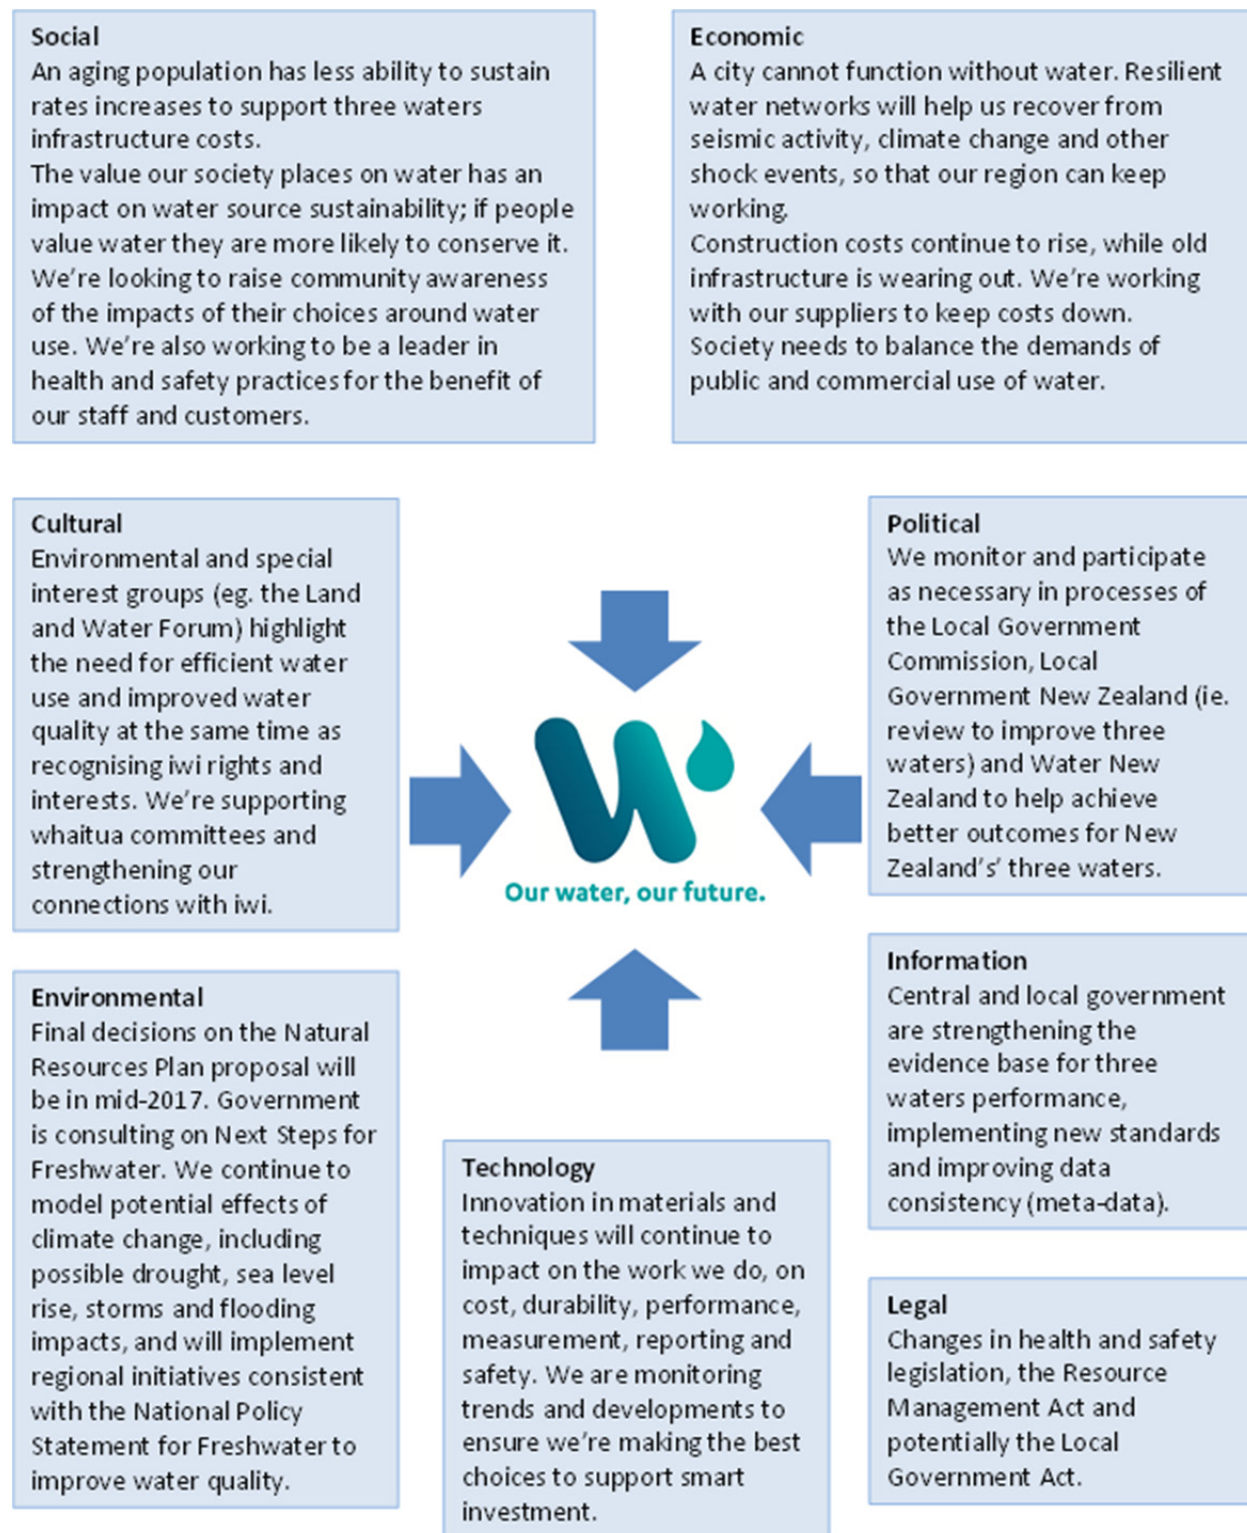 Social
An aging population has less ability to sustain
rates increases to support three waters
infrastructure costs.
The value our society places on water has an
impact on water source sustainability; if people
value water they are more likely to conserve it.
We're looking to raise community awareness
of the impacts of their choices around water
use. We're also working to be a leader in
health and safety practices for the benefit of
our staff and customers.
Economic
A city cannot function without water. Resilient
water networks will help us recover from
seismic activity, climate change and other
shock events, so that our region can keep
working.
Construction costs continue to rise, while old
infrastructure is wearing out. We're working
with our suppliers to keep costs down.
Society needs to balance the demands of
public and commercial use of water.
Cultural
Environmental and special
interest groups (eg. the Land
and Water Forum) highlight
the need for efficient water
use and improved water
quality at the same time as
recognising iwi rights and
interests. We're supporting
whaitua committees and
strengthening our
connections with iwi.
Political
We monitor and participate
as necessary in processes of
the Local Government
Commission, Local
Government New Zealand (ie.
review to improve three
waters) and Water New
Zealand to help achieve
better outcomes for New
Zealand's' three waters.
Our water, our future.
Environmental
Final decisions on the Natural
Resources Plan proposal will
be in mid-2017. Government
is consulting on Next Steps for
Freshwater. We continue to
model potential effects of
climate change, including
possible drought, sea level
rise, storms and flooding
impacts, and will implement
regional initiatives consistent
with the National Policy
Statement for Freshwater to
improve water quality.
Technology
Innovation in materials and
techniques will continue to
impact on the work we do, on
cost, durability, performance,
measurement, reporting and
safety. We are monitoring
trends and developments to
ensure we're making the best
choices to support smart
investment.
Information
Central and local government
are strengthening the
evidence base for three
waters performance,
implementing new standards
and improving data
consistency (meta-data).
Legal
Changes in health and safety
legislation, the Resource
Management Act and
potentially the Local
Government Act.